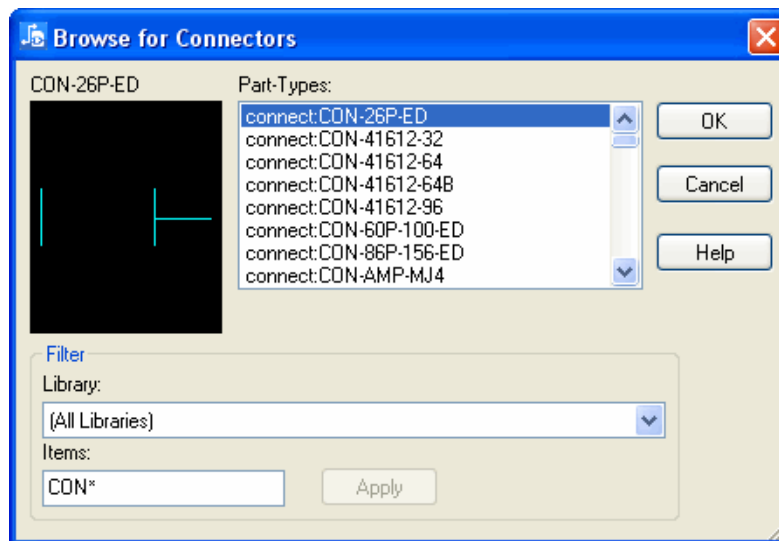 Browse for Connectors
CON-26P-ED
Part-Types:
connect:CON-26P-ED
connect:CON-41612-32
connect:CON-41612-64
connect:CON-41612-64B
connect:CON-41612-96
connect:CON-60P-100-ED
connect:CON-86P-156-ED
connect:CON-AMP-MJ4
OK
Cancel
Help
Filter
Library:
(All Libraries)
Items:
CON*
Apply